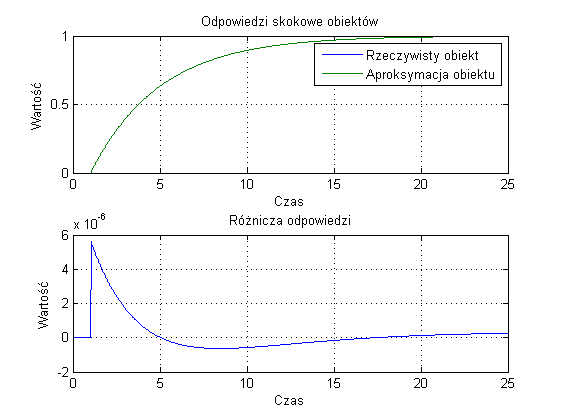 Odpowiedzi skokowe obiektów
1
0.5
0
Wartość
Rzeczywisty obiekt
Aproksymacja obiektu
0 5 10 15 20 25
Czas
Różnicza odpowiedzi
x 10-6
6
4
2
0
-2
Wartość
0 5 10 15 20 25
Czas